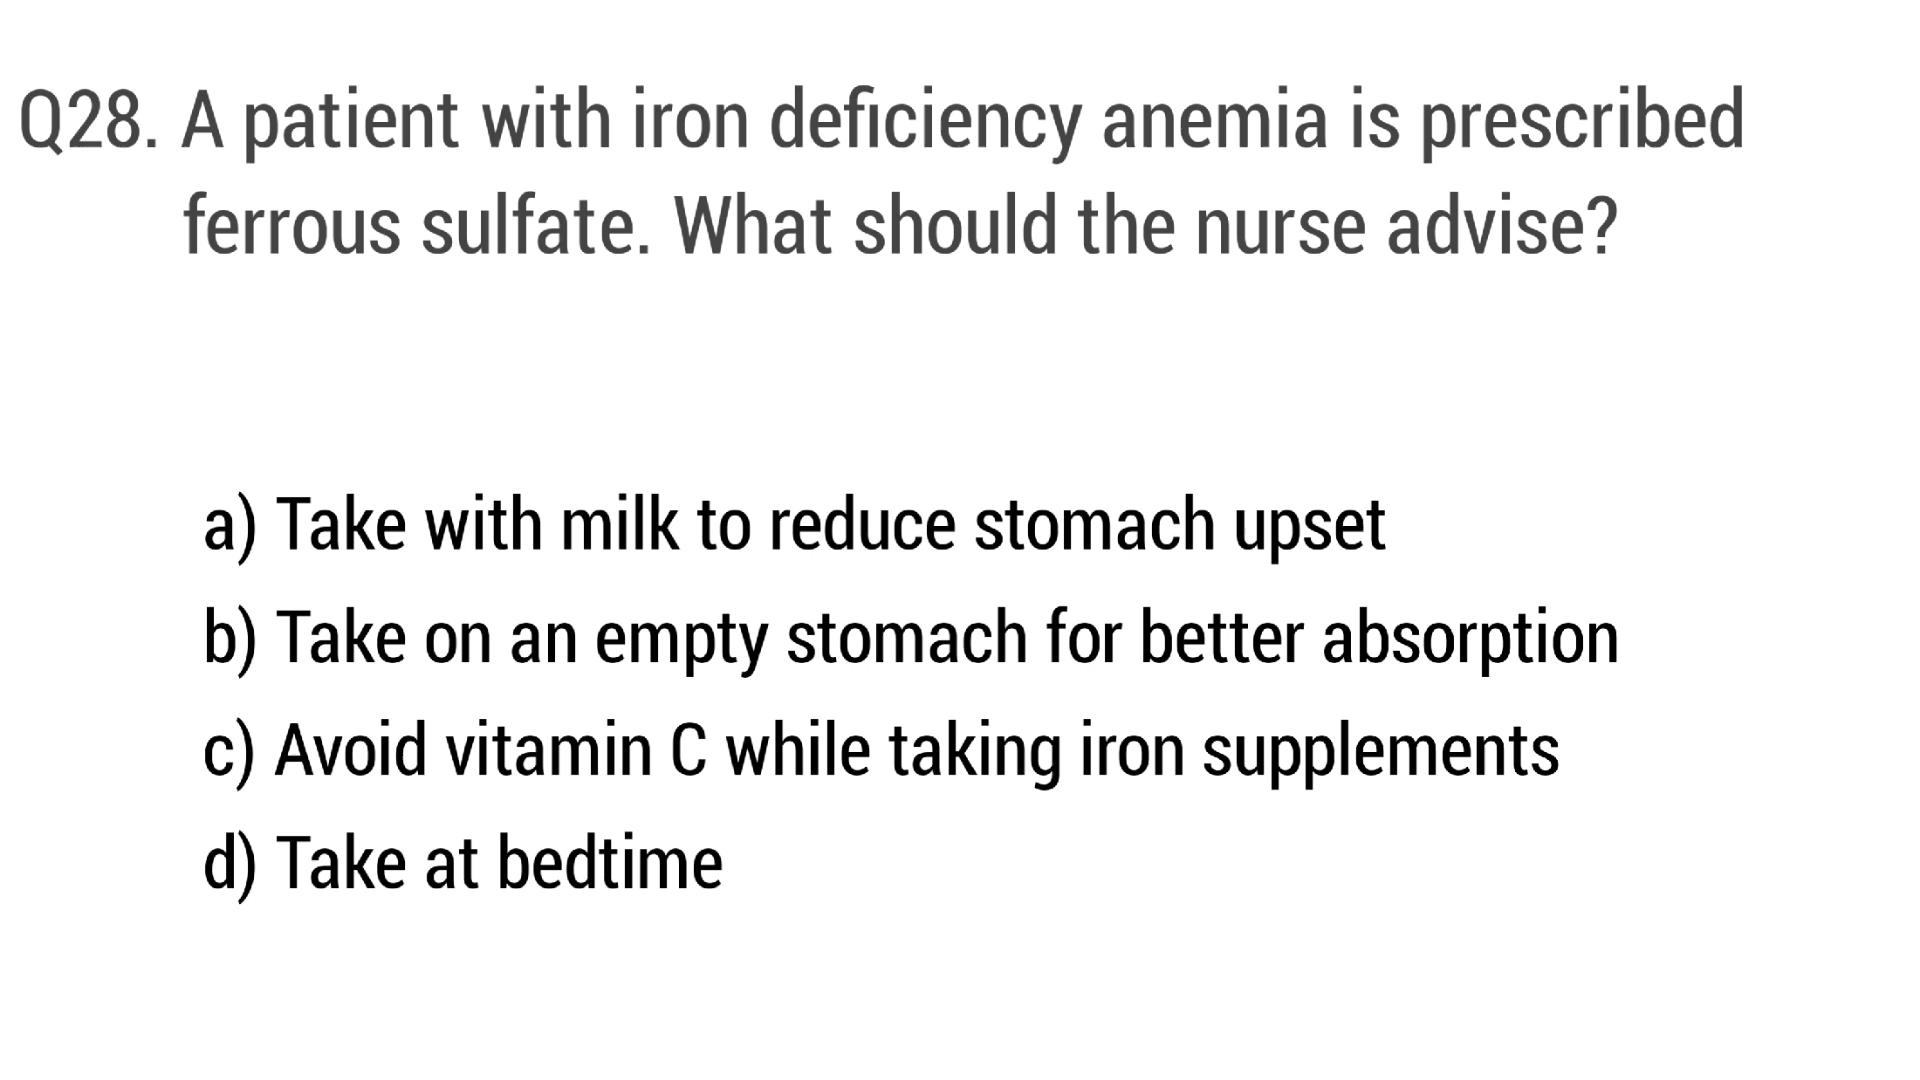 Q28. A patient with iron deficiency anemia is prescribed
ferrous sulfate. What should the nurse advise?
a) Take with milk to reduce stomach upset
b) Take on an empty stomach for better absorption
c) Avoid vitamin C while taking iron supplements
d) Take at bedtime